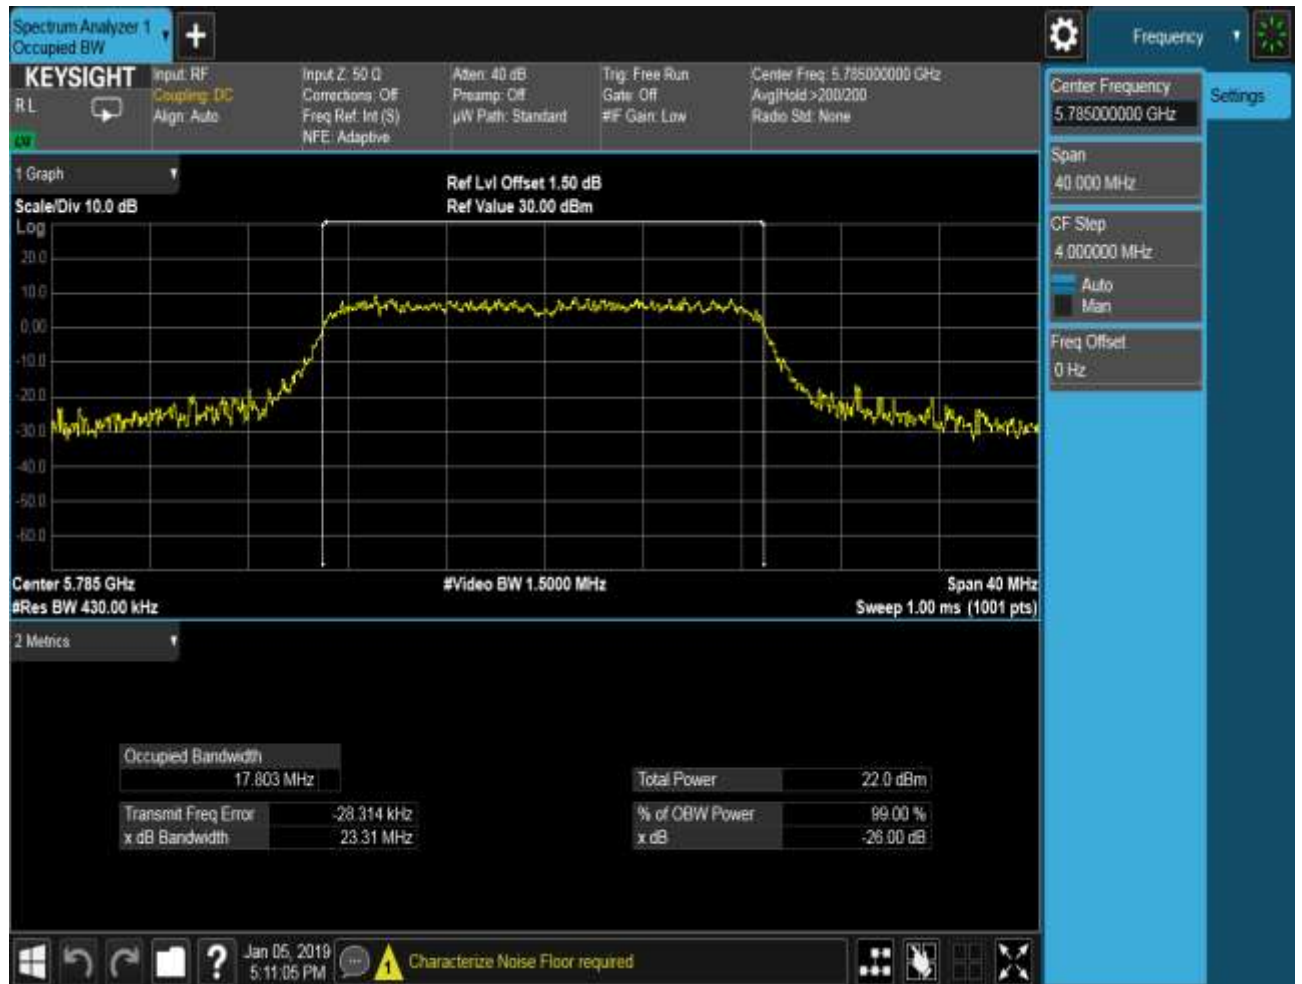 Spectrum Analyzer 1
Occupied BW
Frequency
KEYSIGHT
R L
Input: RF
Coupling: DC
Align: Auto
Input Z: 50 Ω
Corrections: Off
Freq Ref: Int (S)
NFE: Adaptive
Atten: 40 dB
Preamp: Off
µW Path: Standard
Trig: Free Run
Gate: Off
#IF Gain: Low
Center Freq: 5.785000000 GHz
Avg|Hold:>200/200
Radio Std: None
Center Frequency
5.785000000 GHz
Settings
Span
40.000 MHz
CF Step
4.000000 MHz
Auto
Man
Freq Offset
0 Hz
1 Graph
Scale/Div 10.0 dB
Ref Lvl Offset 1.50 dB
Ref Value 30.00 dBm
Log
20.0
10.0
0.00
-10.0
-20.0
-30.0
-40.0
-50.0
-60.0
Center 5.785 GHz
#Video BW 1.5000 MHz
Span 40 MHz
#Res BW 430.00 kHz
Sweep 1.00 ms (1001 pts)
2 Metrics
Occupied Bandwidth
17.803 MHz
Total Power 22.0 dBm
Transmit Freq Error -28.314 kHz
% of OBW Power 99.00 %
x dB Bandwidth 23.31 MHz
x dB -26.00 dB
?
Jan 05, 2019
5:11:05 PM
1
Characterize Noise Floor required